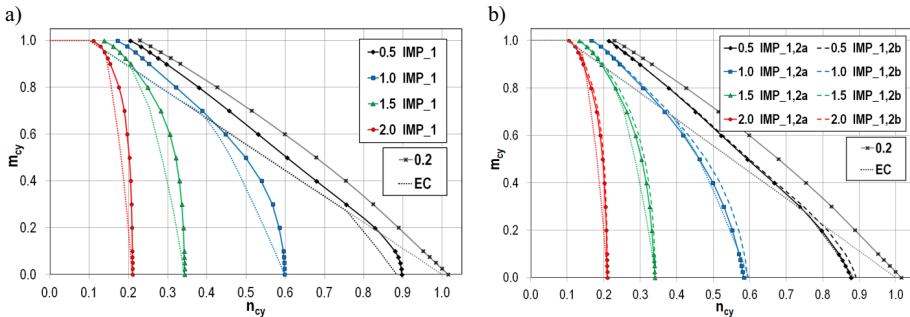 a)
1.0
0.8
0.6
0.4
0.2
0.0
m_cy
0.0 0.1 0.2 0.3 0.4 0.5 0.6 0.7 0.8 0.9 1.0
n_cy
0.5 IMP_1
1.0 IMP_1
1.5 IMP_1
2.0 IMP_1
0.2
EC
b)
1.0
0.8
0.6
0.4
0.2
0.0
m_cy
0.0 0.1 0.2 0.3 0.4 0.5 0.6 0.7 0.8 0.9 1.0
n_cy
0.5 IMP_1,2a 0.5 IMP_1,2b
1.0 IMP_1,2a 1.0 IMP_1,2b
1.5 IMP_1,2a 1.5 IMP_1,2b
2.0 IMP_1,2a 2.0 IMP_1,2b
0.2
EC